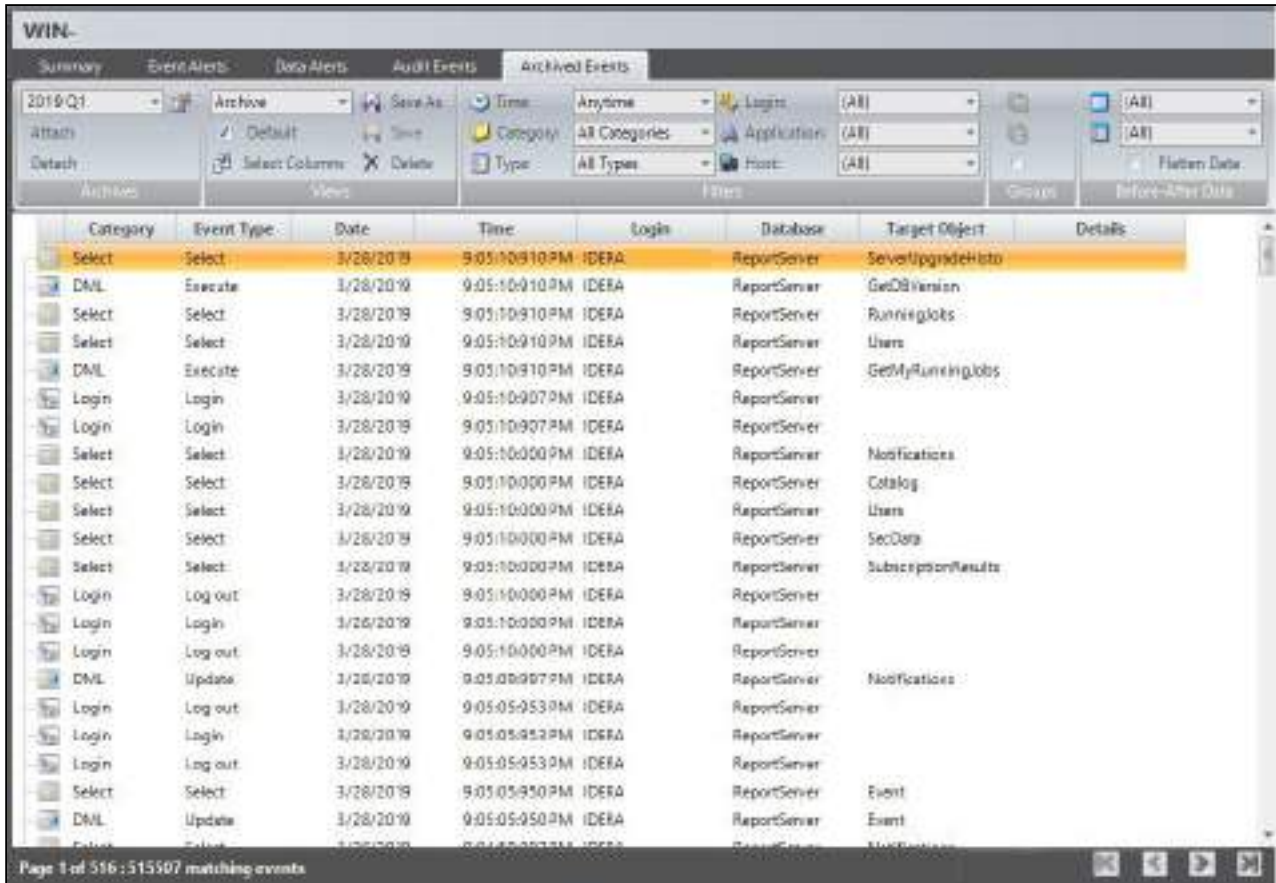 WIN-
Summary Event Alerts Data Alerts Audit Events Archived Events
2019 Q1 Archive Save As Time Anytime Login: (All) (All)
Attach Default Save Category: All Categories Application: (All) (All)
Detach Select Columns Delete Type All Types Host: (All) Flatten Data
Archives Views Filters Groups Before-After Data
Category Event Type Date Time Login Database Target Object Details
Select Select 3/28/2019 9:05:10:910 PM IDERA ReportServer ServerUpgradeHisto
DML Execute 3/28/2019 9:05:10:910 PM IDERA ReportServer GetDBVersion
Select Select 3/28/2019 9:05:10:910 PM IDERA ReportServer RunningJobs
Select Select 3/28/2019 9:05:10:910 PM IDERA ReportServer Users
DML Execute 3/28/2019 9:05:10:910 PM IDERA ReportServer GetMyRunningJobs
Login Login 3/28/2019 9:05:10:907 PM IDERA ReportServer
Login Login 3/28/2019 9:05:10:907 PM IDERA ReportServer
Select Select 3/28/2019 9:05:10:000 PM IDERA ReportServer Notifications
Select Select 3/28/2019 9:05:10:000 PM IDERA ReportServer Catalog
Select Select 3/28/2019 9:05:10:000 PM IDERA ReportServer Users
Select Select 3/28/2019 9:05:10:000 PM IDERA ReportServer SecData
Select Select 3/28/2019 9:05:10:000 PM IDERA ReportServer SubscriptionResults
Login Log out 3/28/2019 9:05:10:000 PM IDERA ReportServer
Login Login 3/28/2019 9:05:10:000 PM IDERA ReportServer
Login Log out 3/28/2019 9:05:10:000 PM IDERA ReportServer
DML Update 3/28/2019 9:05:09:997 PM IDERA ReportServer Notifications
Login Log out 3/28/2019 9:05:05:953 PM IDERA ReportServer
Login Login 3/28/2019 9:05:05:953 PM IDERA ReportServer
Login Log out 3/28/2019 9:05:05:953 PM IDERA ReportServer
Select Select 3/28/2019 9:05:05:950 PM IDERA ReportServer Event
DML Update 3/28/2019 9:05:05:950 PM IDERA ReportServer Event
Page 1 of 516 : 515507 matching events